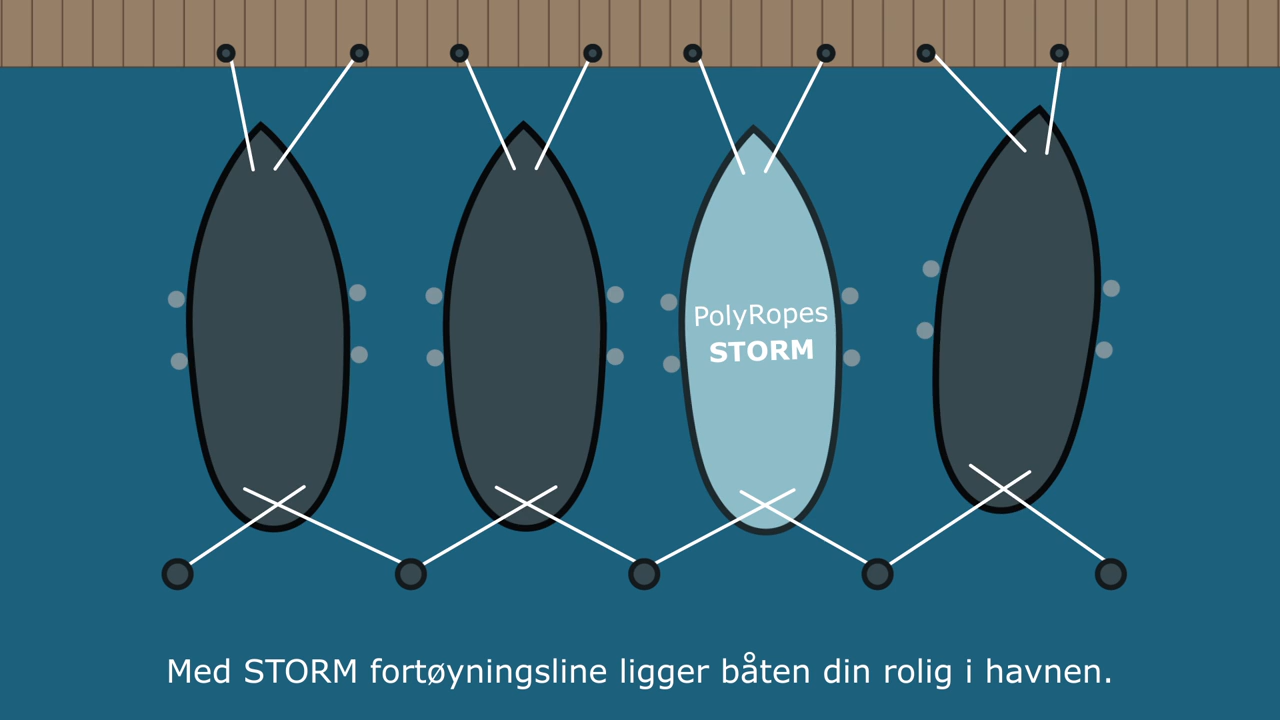 PolyRopes
STORM
Med STORM fortøyningsline ligger båten din rolig i havnen.